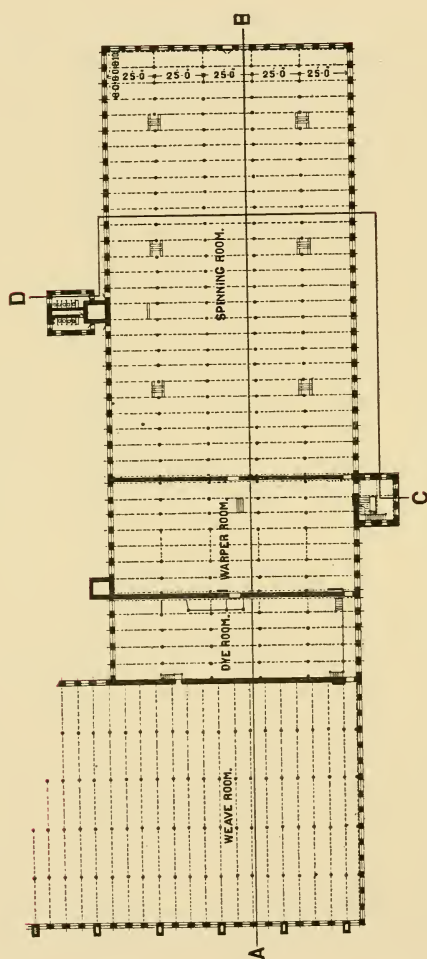 B
25·0"
25·0"
25·0"
25·0"
25·0"
SPINNING ROOM.
D
C
WARPER ROOM.
DYE ROOM.
WEAVE ROOM.
A